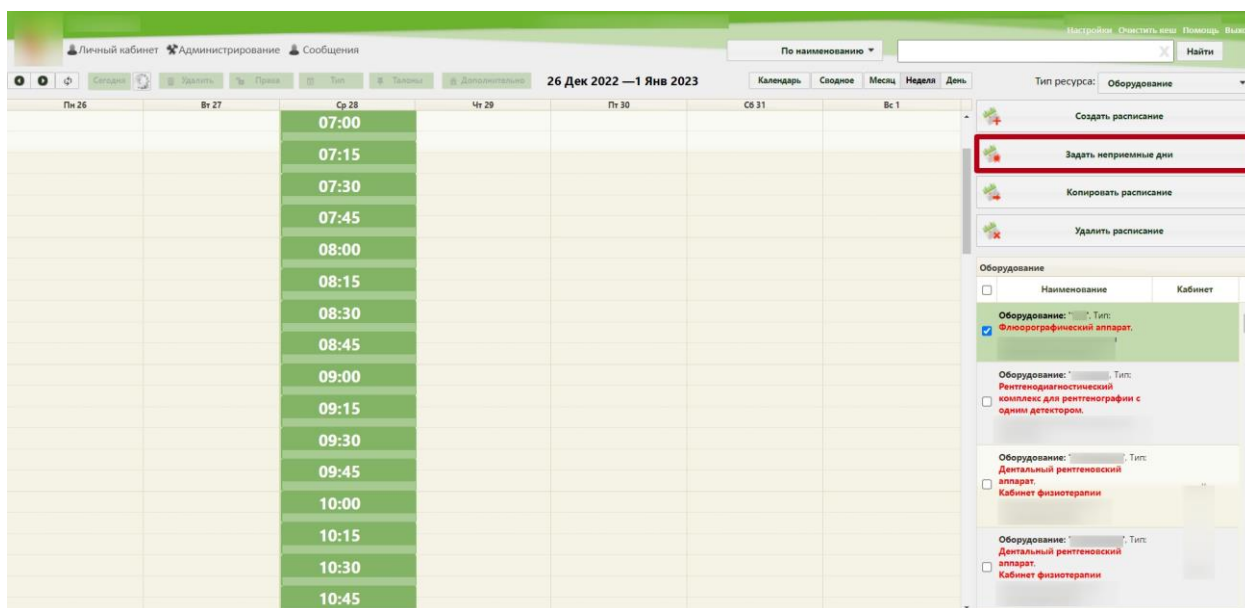 Настройки Очистить кеш Помощь
Личный кабинет Администрирование Сообщения
По наименованию
Найти
Сегодня Удалить Права Тип Талоны Дополнительно
26 Дек 2022 —1 Янв 2023
Календарь Сводное Месяц Неделя День
Тип ресурса: Оборудование
Пн 26 Вт 27 Ср 28 Чт 29 Пт 30 Сб 31 Вс 1
07:00
07:15
07:30
07:45
08:00
08:15
08:30
08:45
09:00
09:15
09:30
09:45
10:00
10:15
10:30
10:45
Создать расписание
Задать неприемные дни
Копировать расписание
Удалить расписание
Оборудование
Наименование Кабинет
Оборудование: " ". Тип:
Флюорографический аппарат.
Оборудование: " . Тип:
Рентгенодиагностический
комплекс для рентгенографии с
одним детектором.
Оборудование: " ". Тип:
Дентальный рентгеновский
аппарат.
Кабинет физиотерапии
Оборудование: " ". Тип:
Дентальный рентгеновский
аппарат.
Кабинет физиотерапии